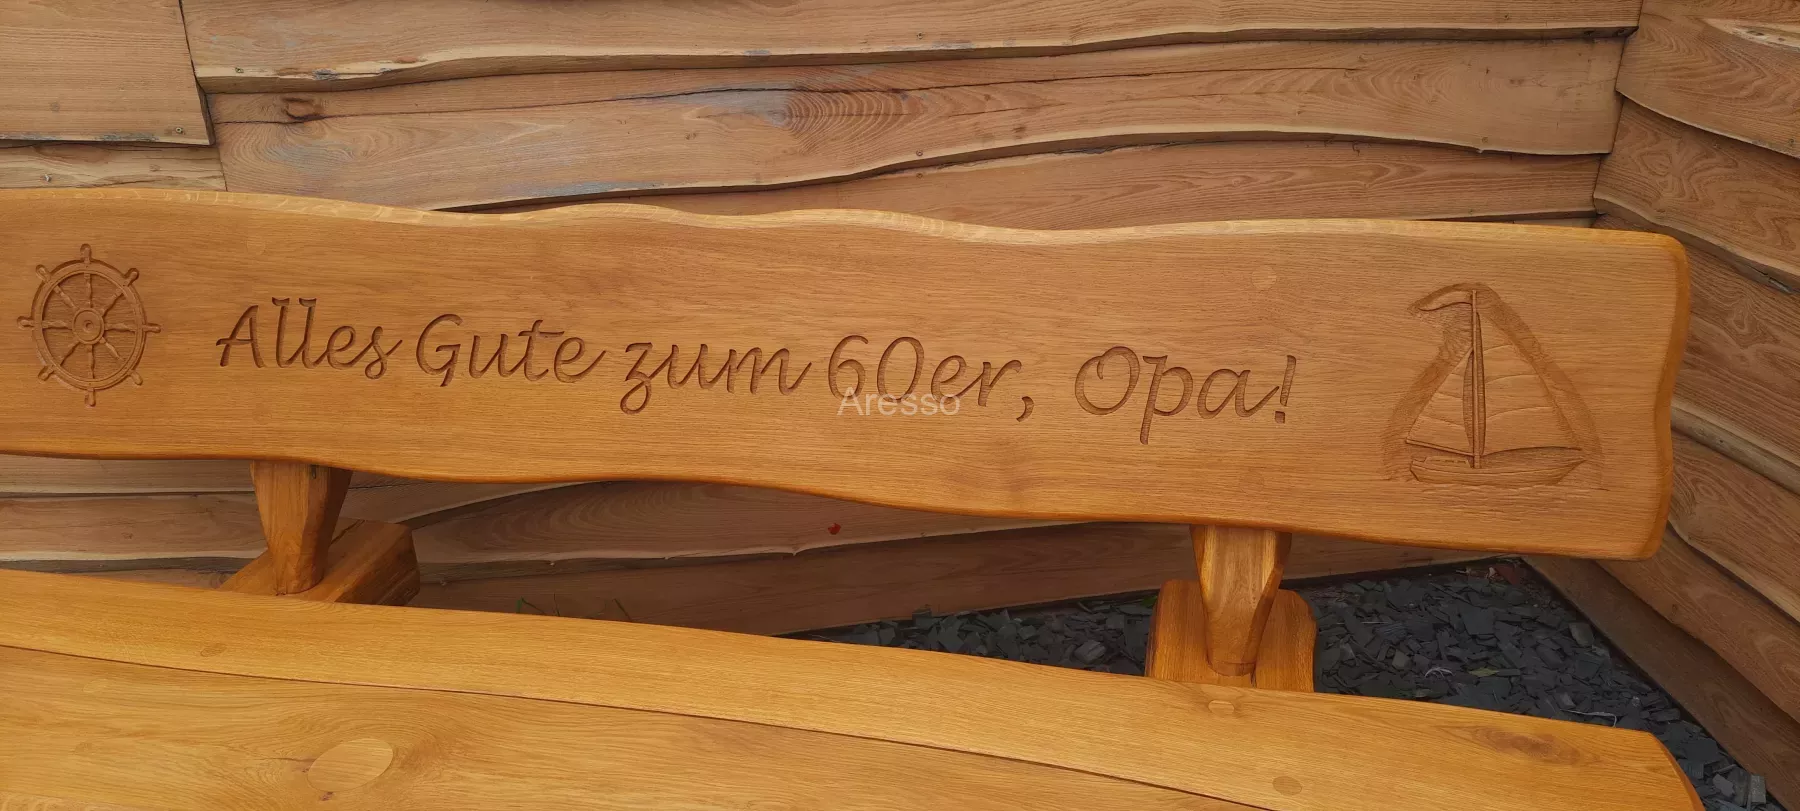 Alles Gute zum 60er, Opa!
Aresso